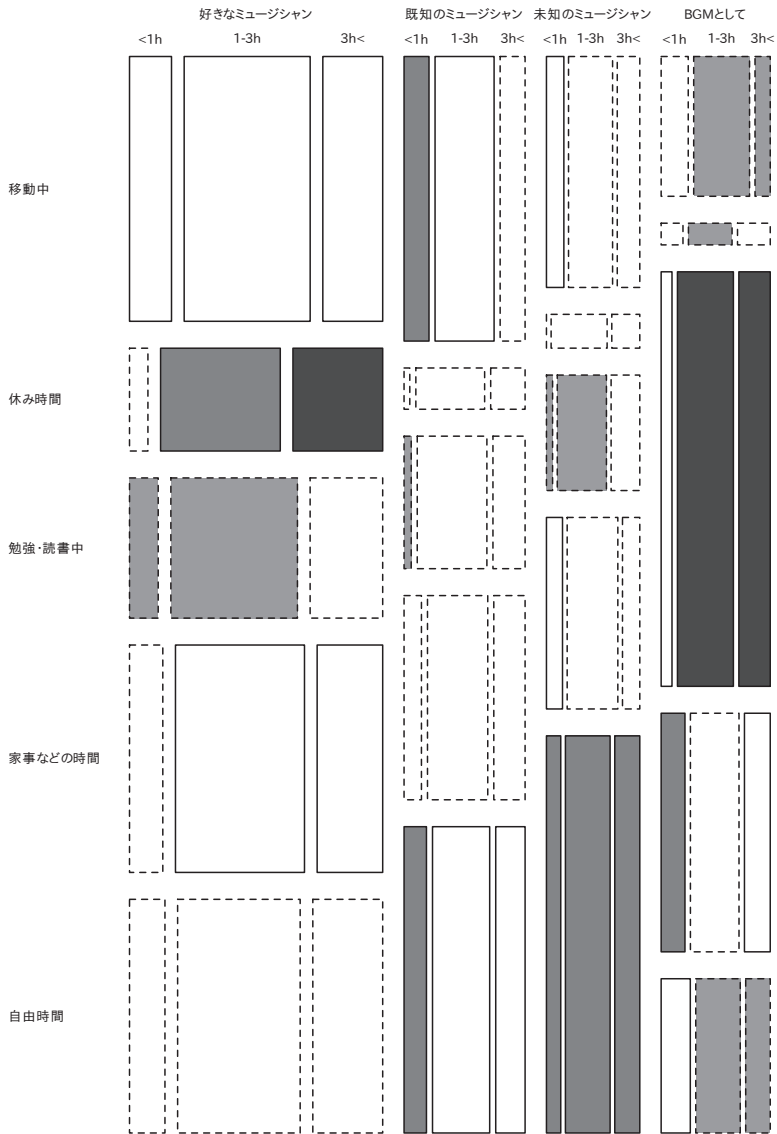 好きなミュージシャン 既知のミュージシャン 未知のミュージシャン BGMとして
<1h 1-3h 3h< <1h 1-3h 3h< <1h 1-3h 3h< <1h 1-3h 3h<
移動中
休み時間
勉強・読書中
家事などの時間
自由時間